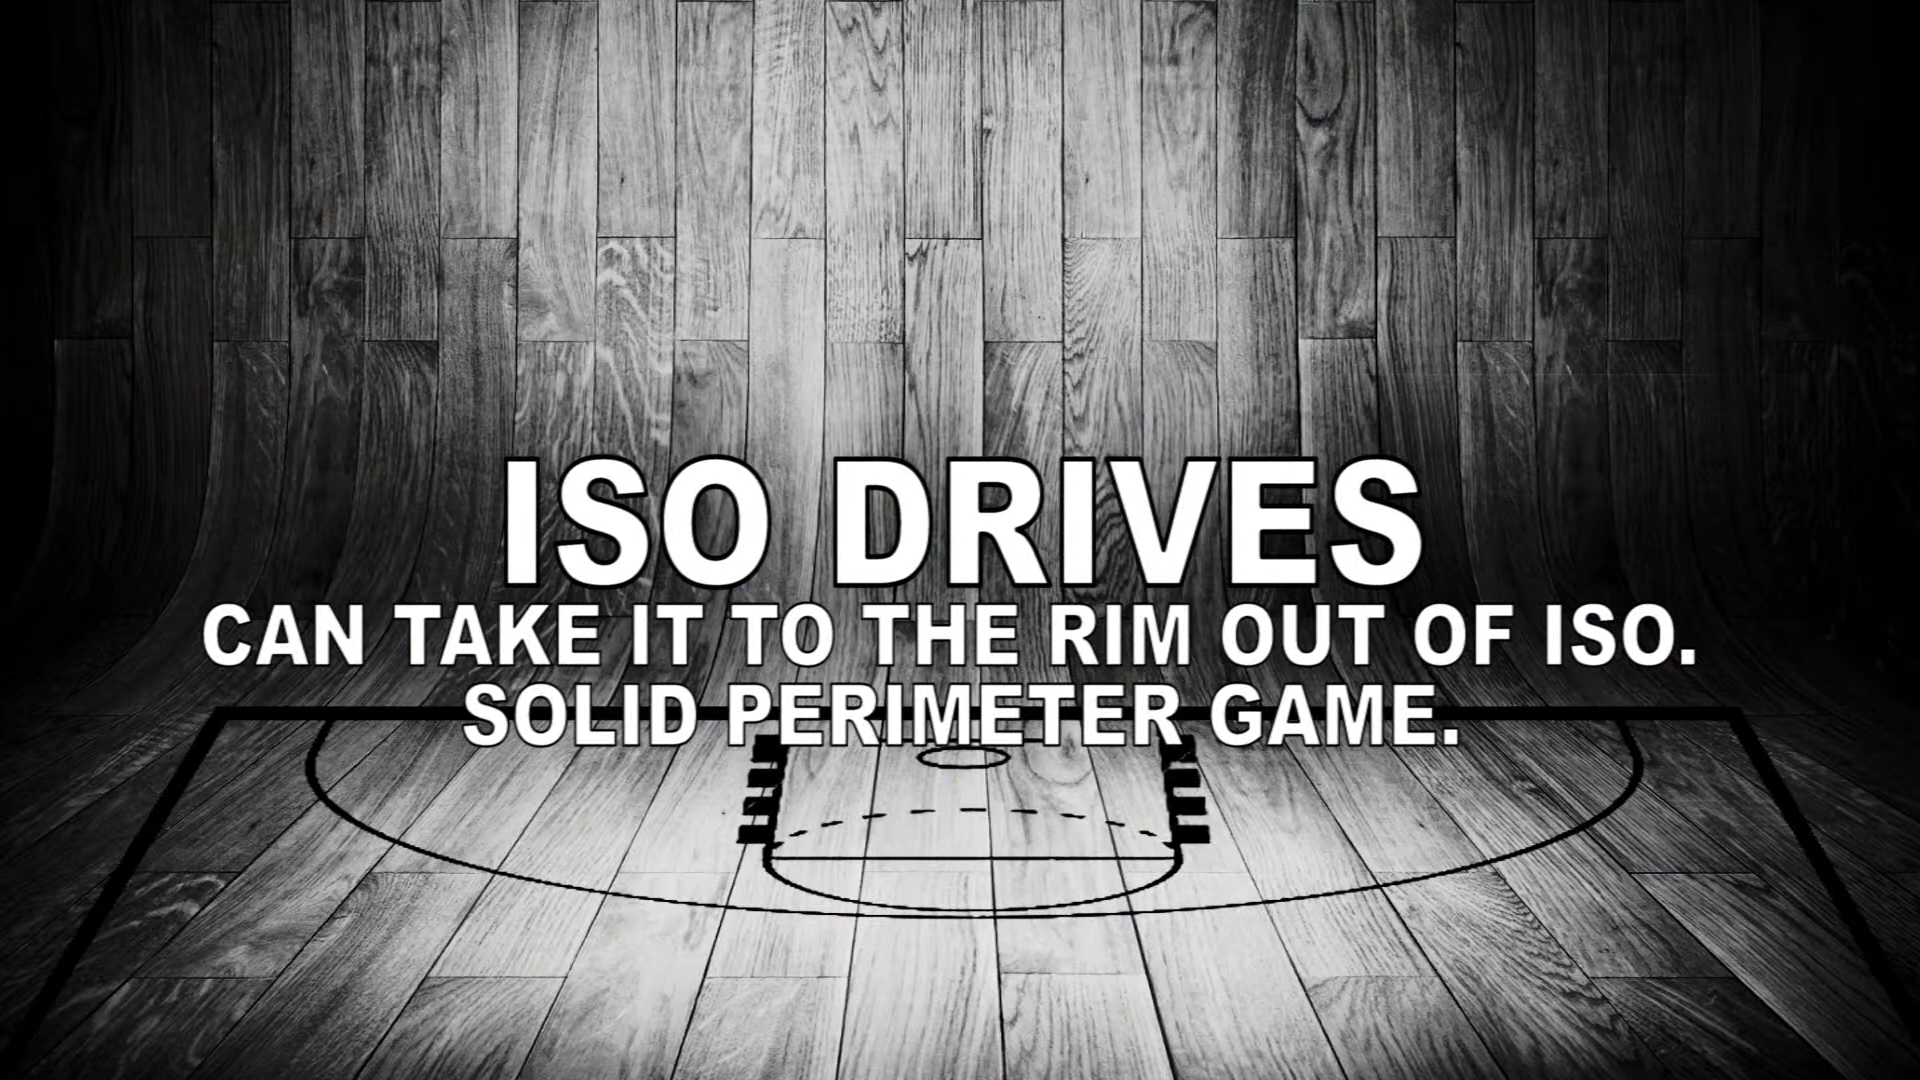 ISO DRIVES
CAN TAKE IT TO THE RIM OUT OF ISO.
SOLID PERIMETER GAME.